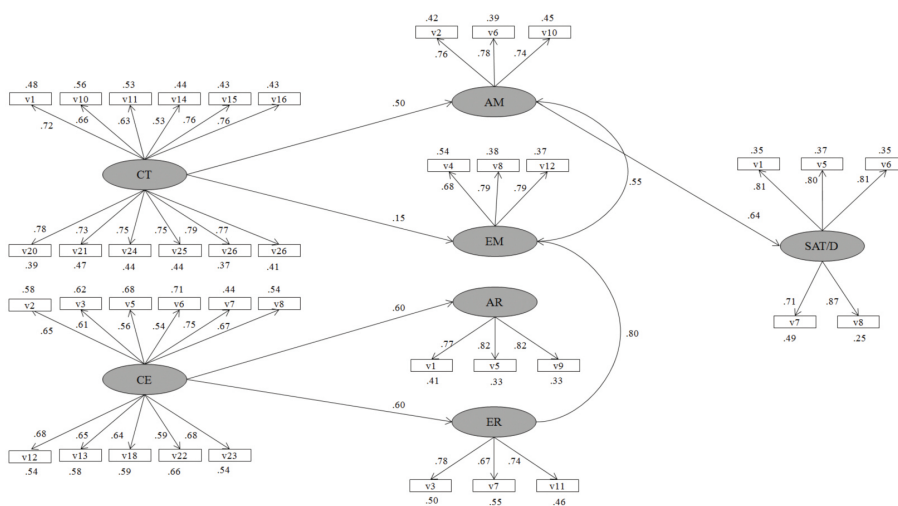 .42 .39 .45
v2 v6 v10
.76 .78 .74
AM
.48 .56 .53 .44 .43 .43
v1 v10 v11 v14 v15 v16
.72 .66 .63 .53 .76 .76
CT
.50
.15
.78 .73 .75 .75 .79 .77
v20 v21 v24 v25 v26 v26
.39 .47 .44 .44 .37 .41
.54 .38 .37
v4 v8 v12
.68 .79 .79
EM
.55
.64
.35 .37 .35
v1 v5 v6
.81 .80 .81
SAT/D
.71 .87
v7 v8
.49 .25
.58 .62 .68 .71 .44 .54
v2 v3 v5 v6 v7 v8
.65 .61 .56 .54 .75 .67
CE
.60
.60
.68 .65 .64 .59 .68
v12 v13 v18 v22 v23
.54 .58 .59 .66 .54
AR
.77 .82 .82
v1 v5 v9
.41 .33 .33
.80
ER
.78 .67 .74
v3 v7 v11
.50 .55 .46